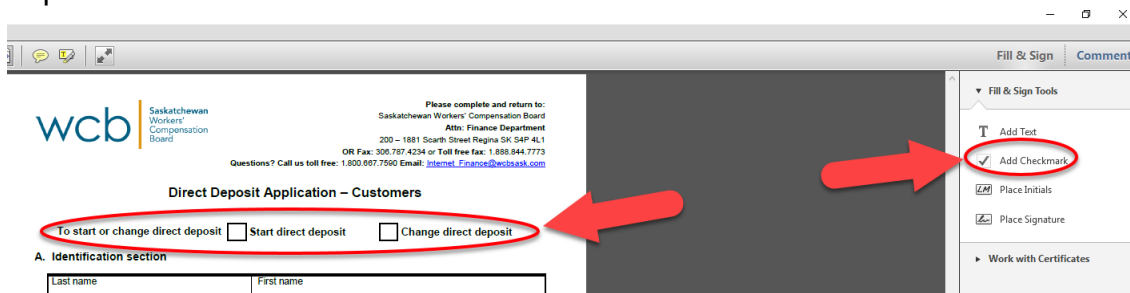 Fill & Sign
Comment
wcb
Saskatchewan
Workers'
Compensation
Board
Please complete and return to:
Saskatchewan Workers' Compensation Board
Attn: Finance Department
200 – 1881 Scarth Street Regina SK S4P 4L1
OR Fax: 306.787.4234 or Toll free fax: 1.888.844.7773
Questions? Call us toll free: 1.800.667.7590 Email: Internet_Finance@wcbsask.com
Direct Deposit Application – Customers
To start or change direct deposit Start direct deposit Change direct deposit
A. Identification section
Last name First name
Fill & Sign Tools
T Add Text
Add Checkmark
LM Place Initials
Place Signature
Work with Certificates